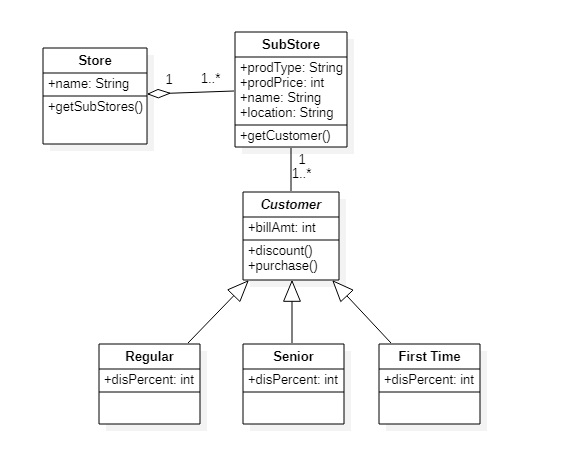 Store
+name: String
+getSubStores()
1
1..*
SubStore
+prodType: String
+prodPrice: int
+name: String
+location: String
+getCustomer()
1
1..*
Customer
+billAmt: int
+discount()
+purchase()
Regular
+disPercent: int
Senior
+disPercent: int
First Time
+disPercent: int